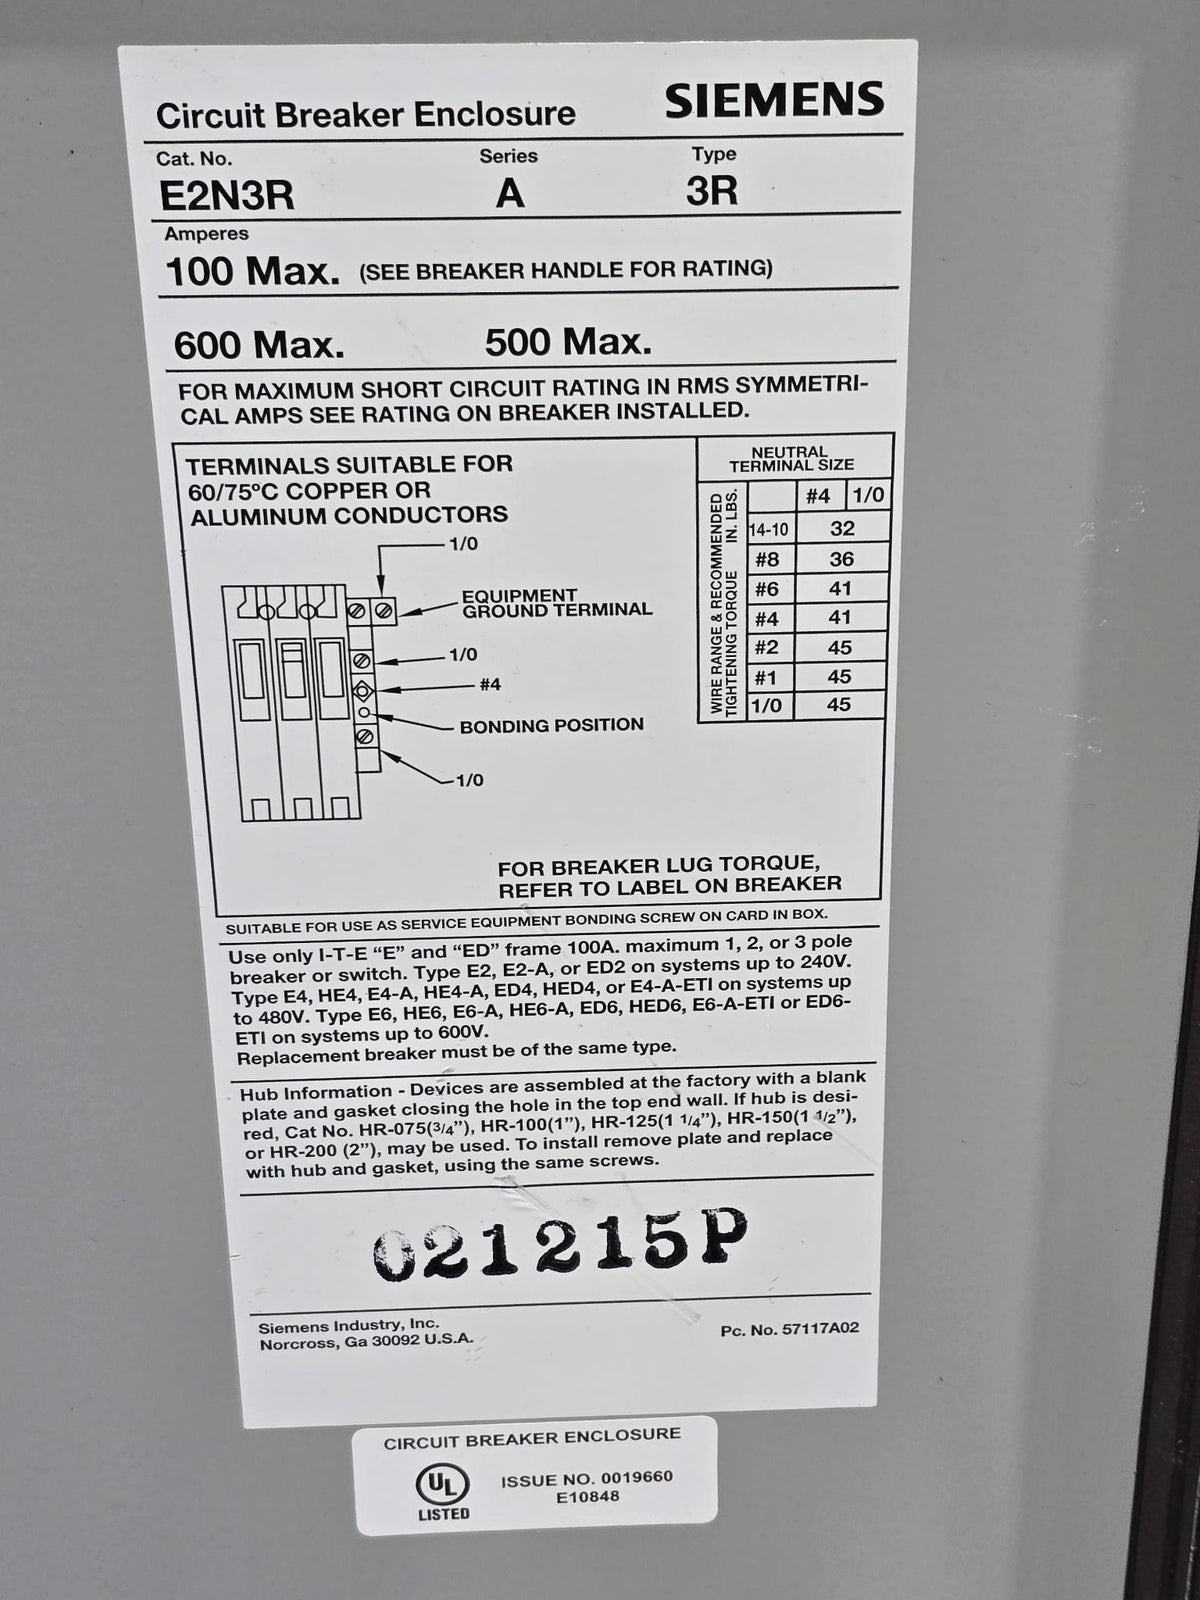 Circuit Breaker Enclosure SIEMENS
Cat. No. Series Type
E2N3R A 3R
Amperes
100 Max. (SEE BREAKER HANDLE FOR RATING)
600 Max. 500 Max.
FOR MAXIMUM SHORT CIRCUIT RATING IN RMS SYMMETRI-
CAL AMPS SEE RATING ON BREAKER INSTALLED.
TERMINALS SUITABLE FOR
60/75ºC COPPER OR
ALUMINUM CONDUCTORS
1/0
EQUIPMENT
GROUND TERMINAL
1/0
#4
BONDING POSITION
1/0
NEUTRAL
TERMINAL SIZE
WIRE RANGE & RECOMMENDED
TIGHTENING TORQUE IN. LBS.
#4 1/0
14-10 32
#8 36
#6 41
#4 41
#2 45
#1 45
1/0 45
FOR BREAKER LUG TORQUE,
REFER TO LABEL ON BREAKER
SUITABLE FOR USE AS SERVICE EQUIPMENT BONDING SCREW ON CARD IN BOX.
Use only I-T-E “E” and “ED” frame 100A. maximum 1, 2, or 3 pole
breaker or switch. Type E2, E2-A, or ED2 on systems up to 240V.
Type E4, HE4, E4-A, HE4-A, ED4, HED4, or E4-A-ETI on systems up
to 480V. Type E6, HE6, E6-A, HE6-A, ED6, HED6, E6-A-ETI or ED6-
ETI on systems up to 600V.
Replacement breaker must be of the same type.
Hub Information - Devices are assembled at the factory with a blank
plate and gasket closing the hole in the top end wall. If hub is desi-
red, Cat No. HR-075(3/4”), HR-100(1”), HR-125(1 1/4”), HR-150(1 1/2”),
or HR-200 (2”), may be used. To install remove plate and replace
with hub and gasket, using the same screws.
021215P
Siemens Industry, Inc.
Norcross, Ga 30092 U.S.A.
Pc. No. 57117A02
CIRCUIT BREAKER ENCLOSURE
UL
LISTED
ISSUE NO. 0019660
E10848